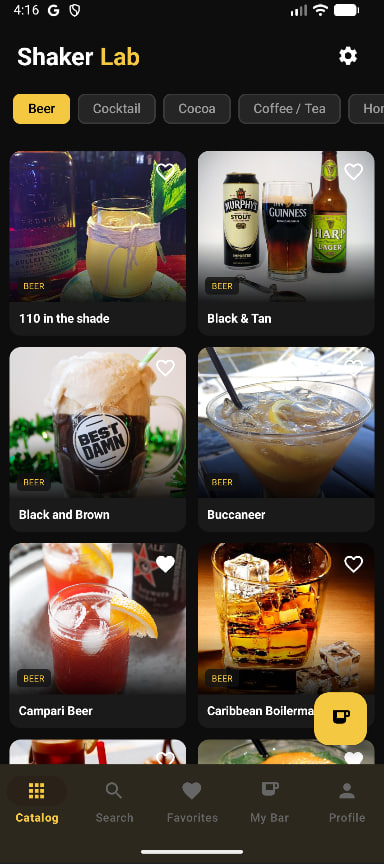 4:16
Shaker Lab
Beer
Cocktail
Cocoa
Coffee / Tea
Hor
BEER
110 in the shade
MURPHY'S
STOUT
GUINNESS
HARP
LAGER
BEER
Black & Tan
BEST
DAMN
BEER
Black and Brown
BEER
Buccaneer
ALE
BEER
Campari Beer
BEER
Caribbean Boilerma
Catalog
Search
Favorites
My Bar
Profile